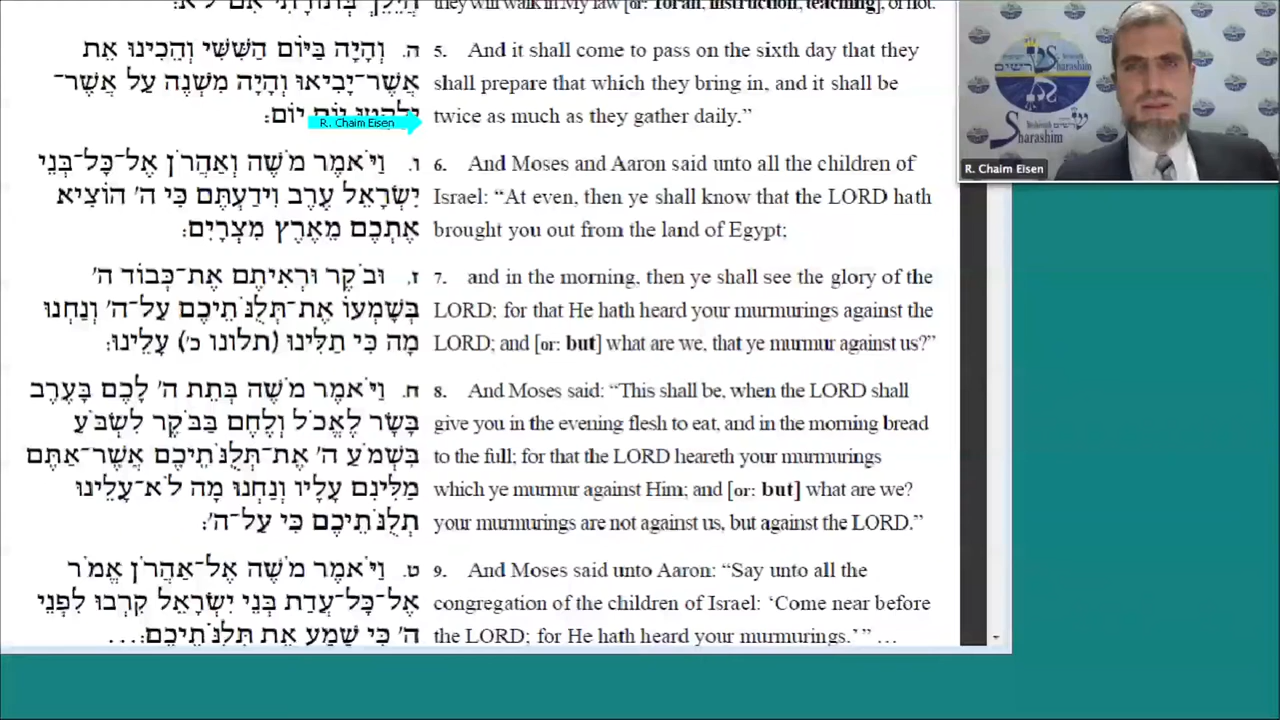 הֲיֵלֵךְ בְּתוֹרָתִי אִם לֹא:
they will walk in My law [or: Torah, instruction, teaching], or not.
ה. וְהָיָה בַּיּוֹם הַשִּׁשִּׁי וְהֵכִינוּ אֵת
אֲשֶׁר־יָבִיאוּ וְהָיָה מִשְׁנֶה עַל אֲשֶׁר־
יוֹם:
5. And it shall come to pass on the sixth day that they
shall prepare that which they bring in, and it shall be
twice as much as they gather daily.”
R. Chaim Eisen
ו. וַיֹּאמֶר מֹשֶׁה וְאַהֲרֹן אֶל־כָּל־בְּנֵי
יִשְׂרָאֵל עֶרֶב וִידַעְתֶּם כִּי ה׳ הוֹצִיא
אֶתְכֶם מֵאֶרֶץ מִצְרָיִם:
6. And Moses and Aaron said unto all the children of
Israel: “At even, then ye shall know that the LORD hath
brought you out from the land of Egypt;
ז. וּבֹקֶר וּרְאִיתֶם אֶת־כְּבוֹד ה׳
בְּשָׁמְעוֹ אֶת־תְּלֻנֹּתֵיכֶם עַל־ה׳ וְנַחְנוּ
מָה כִּי תַלִּינוּ (תלונו כ׳) עָלֵינוּ:
7. and in the morning, then ye shall see the glory of the
LORD; for that He hath heard your murmurings against the
LORD; and [or: but] what are we, that ye murmur against us?”
ח. וַיֹּאמֶר מֹשֶׁה בְּתֵת ה׳ לָכֶם בָּעֶרֶב
בָּשָׂר לֶאֱכֹל וְלֶחֶם בַּבֹּקֶר לִשְׂבֹּעַ
בִּשְׁמֹעַ ה׳ אֶת־תְּלֻנֹּתֵיכֶם אֲשֶׁר־אַתֶּם
מַלִּינִם עָלָיו וְנַחְנוּ מָה לֹא־עָלֵינוּ
תְלֻנֹּתֵיכֶם כִּי עַל־ה׳:
8. And Moses said: “This shall be, when the LORD shall
give you in the evening flesh to eat, and in the morning bread
to the full; for that the LORD heareth your murmurings
which ye murmur against Him; and [or: but] what are we?
your murmurings are not against us, but against the LORD.”
ט. וַיֹּאמֶר מֹשֶׁה אֶל־אַהֲרֹן אֱמֹר
אֶל־כָּל־עֲדַת בְּנֵי יִשְׂרָאֵל קִרְבוּ לִפְנֵי
ה׳ כִּי שָׁמַע אֵת תְּלֻנֹּתֵיכֶם:...
9. And Moses said unto Aaron: “Say unto all the
congregation of the children of Israel: ‘Come near before
the LORD; for He hath heard your murmurings.’” ...
שרשים
Sharashim
Sharashim
R. Chaim Eisen